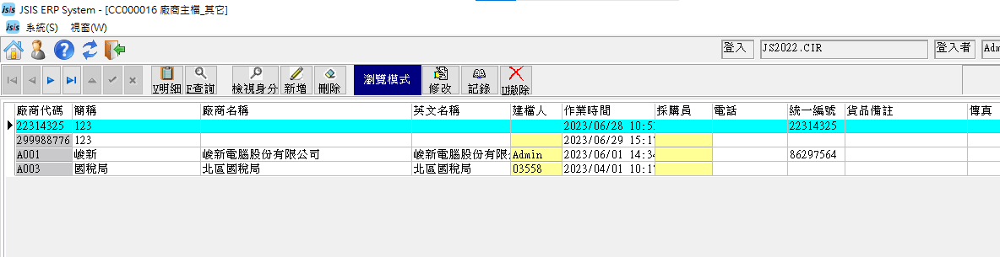 jsis JSIS ERP System - [CC000016 廠商主檔_其它]
jsis 系統(S) 視窗(W)
登入 JS2022.CIR 登入者 Adm
V明細 F查詢 檢視身分 新增 刪除 瀏覽模式 修改 記錄 U撤除
廠商代碼 簡稱 廠商名稱 英文名稱 建檔人 作業時間 採購員 電話 統一編號 貨品備註 傳真
22314325 123 2023/06/28 10:5 22314325
299988776 123 2023/06/29 15:1
A001 峻新 峻新電腦股份有限公司 峻新電腦股份有限 Admin 2023/06/01 14:34 86297564
A003 國稅局 北區國稅局 北區國稅局 03558 2023/04/01 10:1